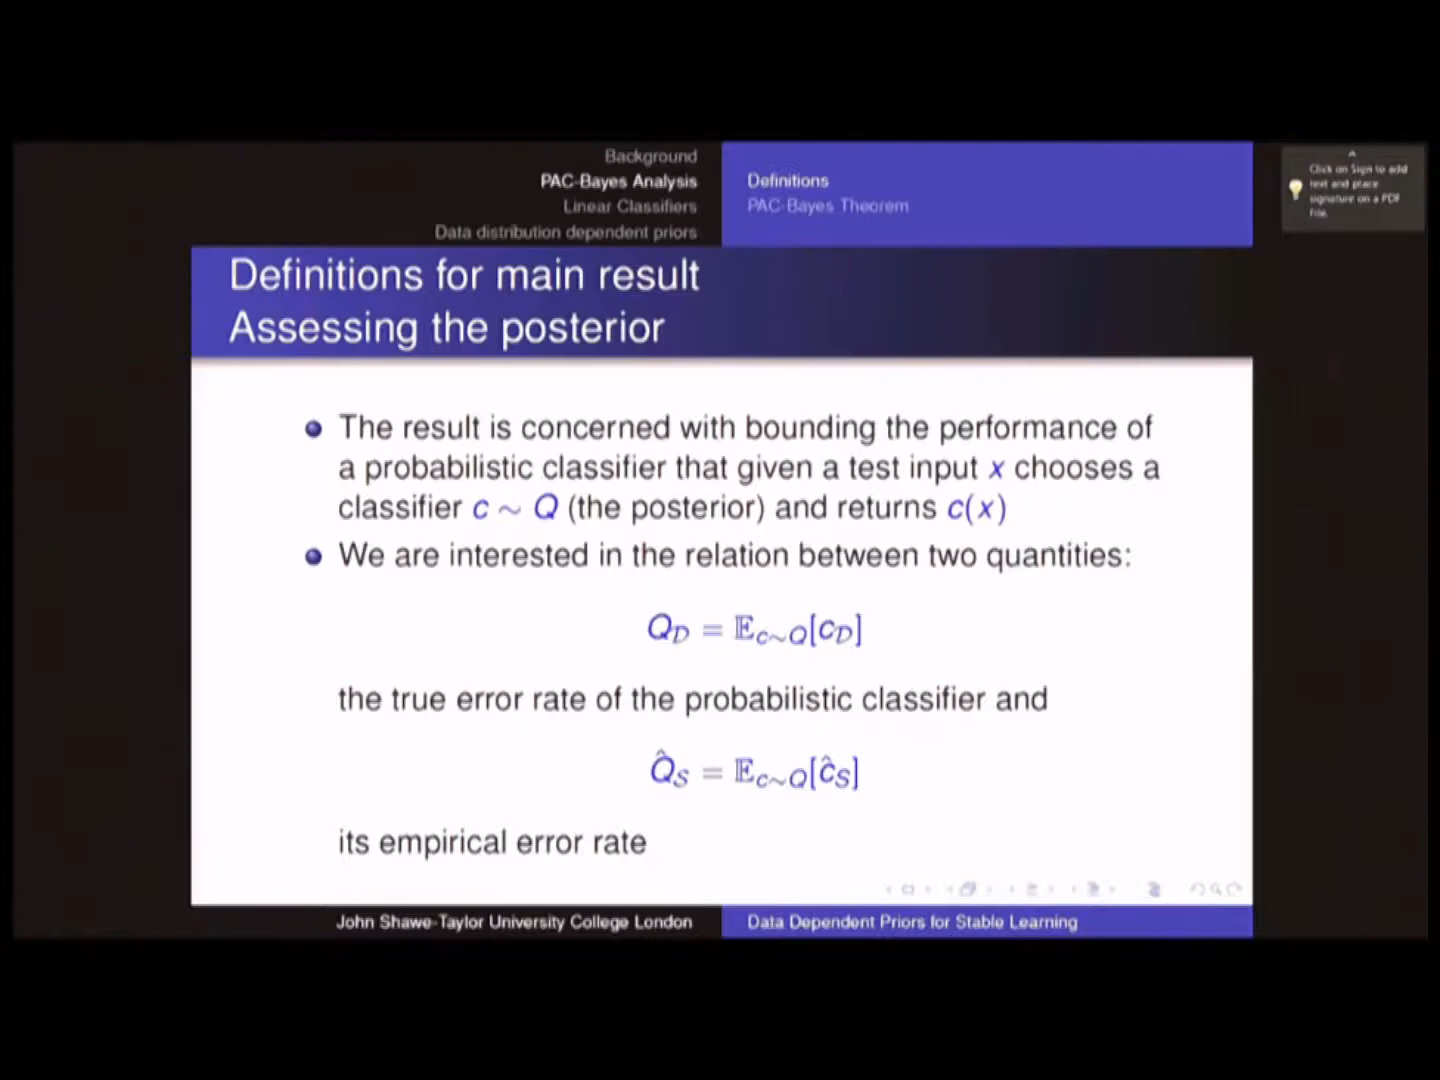 Background
PAC-Bayes Analysis
Linear Classifiers
Data distribution dependent priors
Definitions
PAC-Bayes Theorem
Click on Sign to add
text and place
signature on a PDF
file.
Definitions for main result
Assessing the posterior
The result is concerned with bounding the performance of
a probabilistic classifier that given a test input x chooses a
classifier c ∼ Q (the posterior) and returns c(x)
We are interested in the relation between two quantities:
Q_D = 𝔼_{c∼Q}[c_D]
the true error rate of the probabilistic classifier and
Q̂_S = 𝔼_{c∼Q}[ĉ_S]
its empirical error rate
John Shawe-Taylor University College London
Data Dependent Priors for Stable Learning